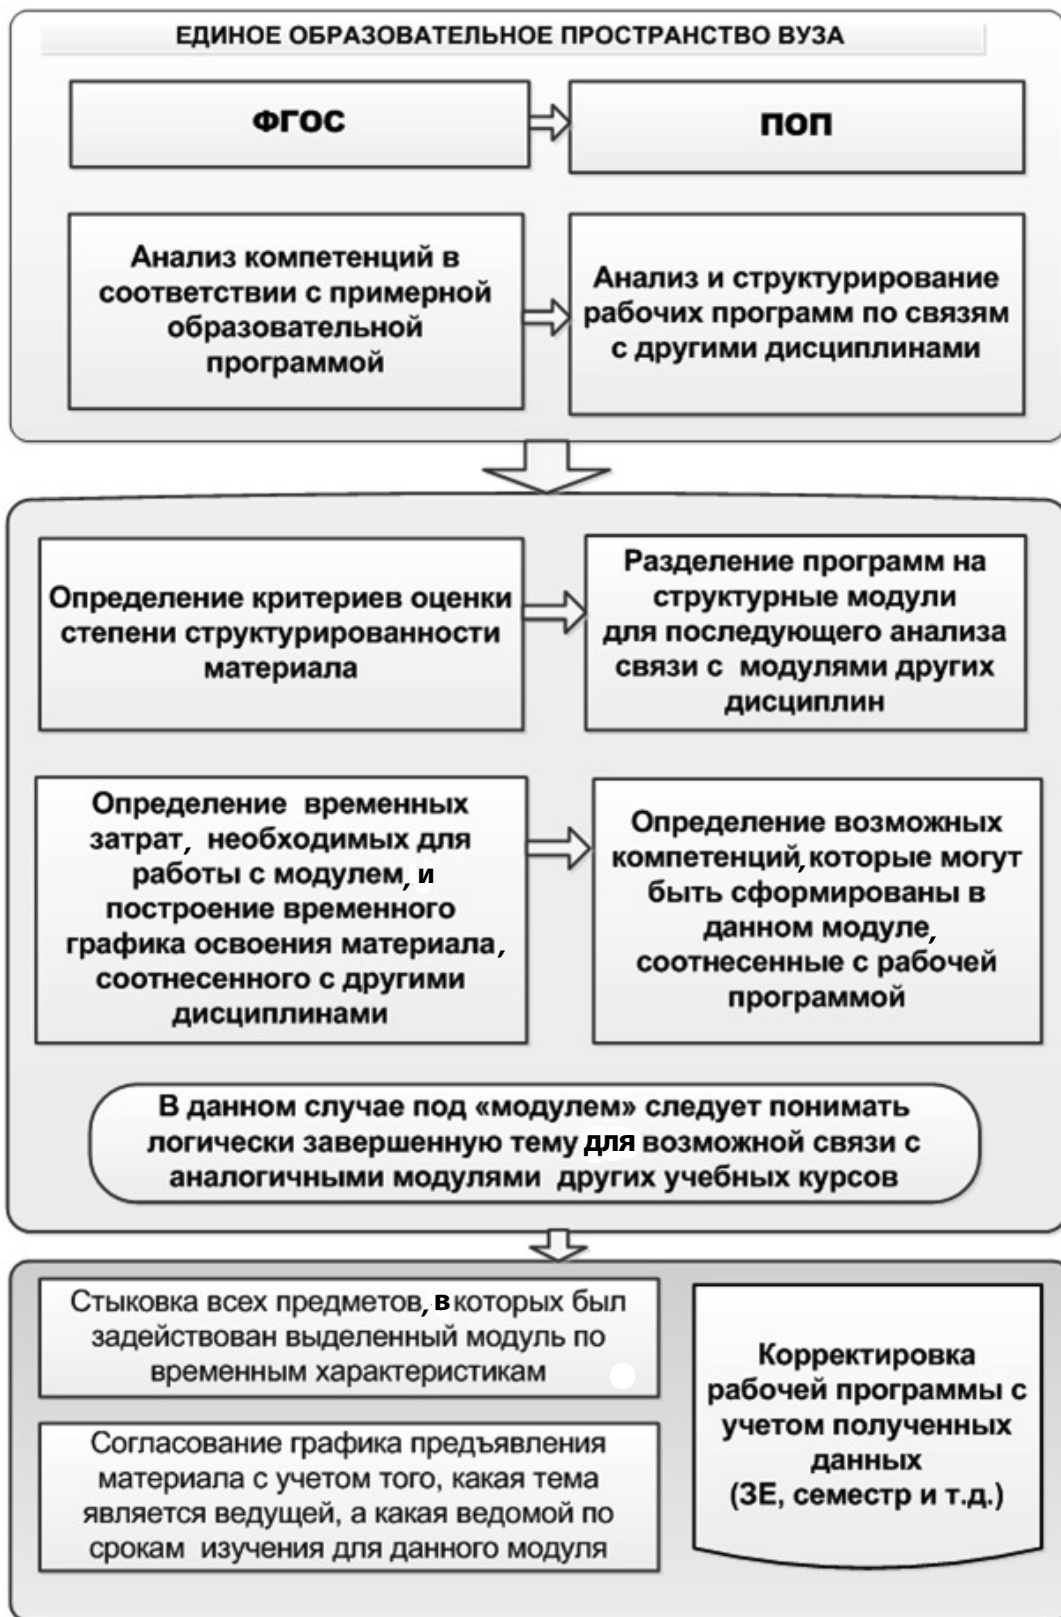 ЕДИНОЕ ОБРАЗОВАТЕЛЬНОЕ ПРОСТРАНСТВО ВУЗА
ФГОС
ПОП
Анализ компетенций в
соответствии с примерной
образовательной
программой
Анализ и структурирование
рабочих программ по связям
с другими дисциплинами
Определение критериев оценки
степени структурированности
материала
Разделение программ на
структурные модули
для последующего анализа
связи с модулями других
дисциплин
Определение временных
затрат, необходимых для
работы с модулем, и
построение временного
графика освоения материала,
соотнесенного с другими
дисциплинами
Определение возможных
компетенций, которые могут
быть сформированы в
данном модуле,
соотнесенные с рабочей
программой
В данном случае под «модулем» следует понимать
логически завершенную тему для возможной связи с
аналогичными модулями других учебных курсов
Стыковка всех предметов, в которых был
задействован выделенный модуль по
временным характеристикам
Согласование графика предъявления
материала с учетом того, какая тема
является ведущей, а какая ведомой по
срокам изучения для данного модуля
Корректировка
рабочей программы с
учетом полученных
данных
(ЗЕ, семестр и т.д.)